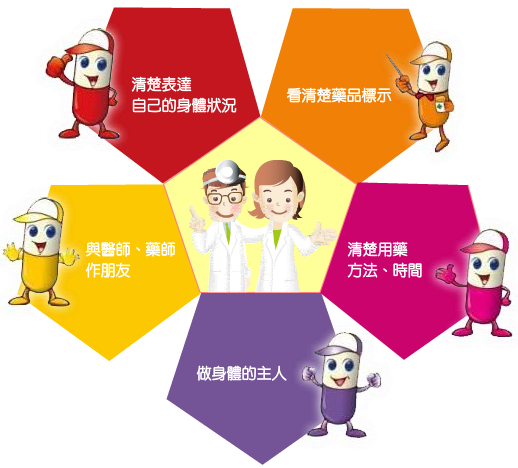 清楚表達
自己的身體狀況
看清楚藥品標示
清楚用藥
方法、時間
做身體的主人
與醫師、藥師
作朋友